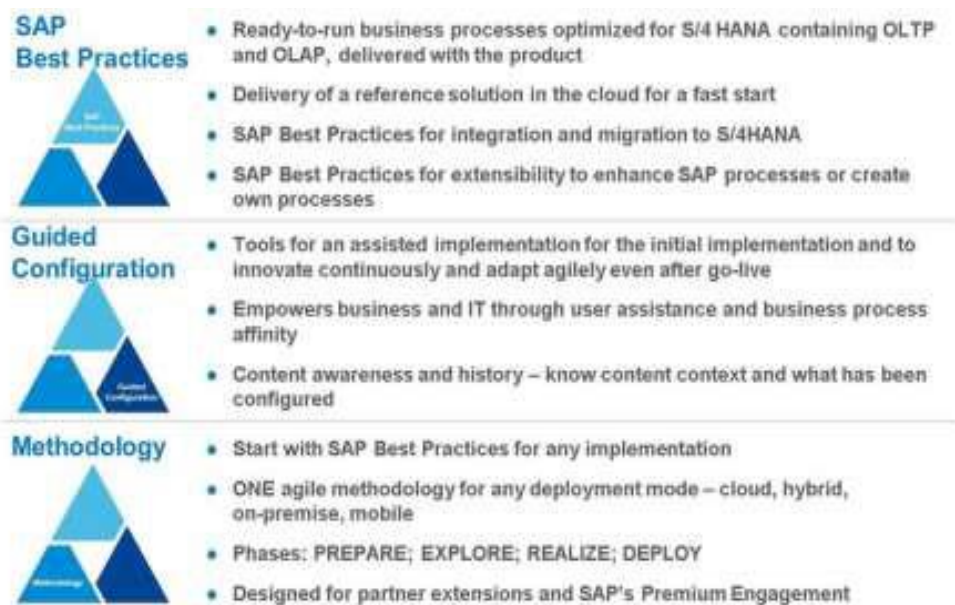 SAP
Best Practices
SAP
Best Practices
• Ready-to-run business processes optimized for S/4 HANA containing OLTP
and OLAP, delivered with the product
• Delivery of a reference solution in the cloud for a fast start
• SAP Best Practices for integration and migration to S/4HANA
• SAP Best Practices for extensibility to enhance SAP processes or create
own processes
Guided
Configuration
Guided
Configuration
• Tools for an assisted implementation for the initial implementation and to
innovate continuously and adapt agilely even after go-live
• Empowers business and IT through user assistance and business process
affinity
• Content awareness and history – know content context and what has been
configured
Methodology
Methodology
• Start with SAP Best Practices for any implementation
• ONE agile methodology for any deployment mode – cloud, hybrid,
on-premise, mobile
• Phases: PREPARE; EXPLORE; REALIZE; DEPLOY
• Designed for partner extensions and SAP's Premium Engagement